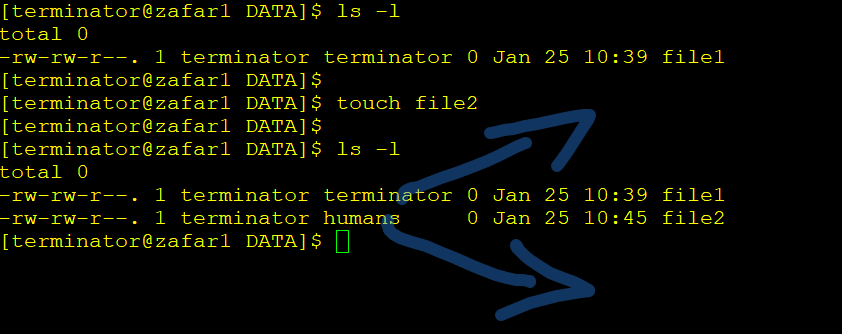 [terminator@zafar1 DATA]$ ls -l
total 0
-rw-rw-r--. 1 terminator terminator 0 Jan 25 10:39 file1
[terminator@zafar1 DATA]$
[terminator@zafar1 DATA]$ touch file2
[terminator@zafar1 DATA]$
[terminator@zafar1 DATA]$ ls -l
total 0
-rw-rw-r--. 1 terminator terminator 0 Jan 25 10:39 file1
-rw-rw-r--. 1 terminator humans     0 Jan 25 10:45 file2
[terminator@zafar1 DATA]$